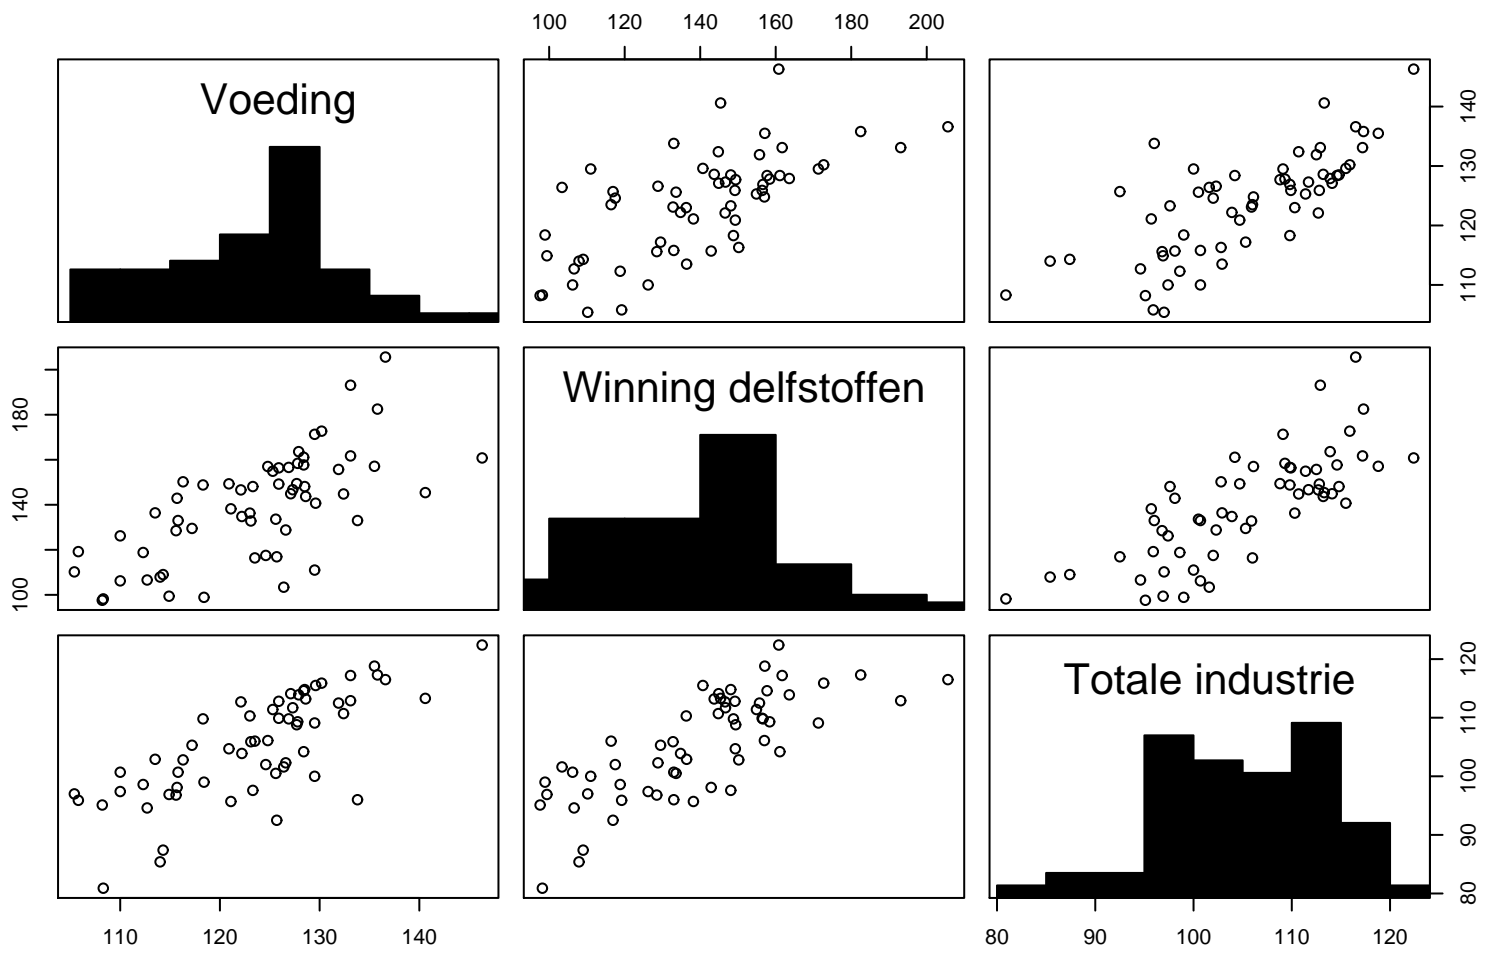 100 120 140 160 180 200
Voeding
110 120 130 140
Winning delfstoffen
100 140 180
Totale industrie
80 90 100 110 120
110 120 130 140
80 90 100 110 120